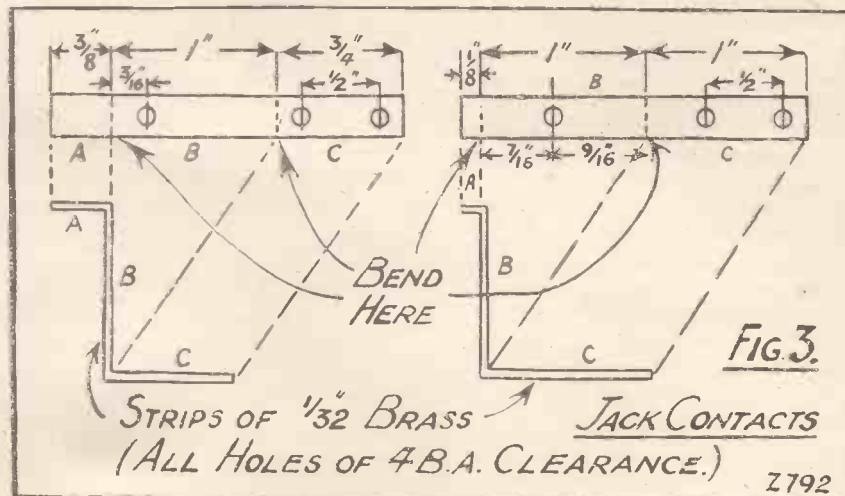 3/8" 1" 3/4"
3/16" 1/2"
A B C
A
B
C
1/8" 1" 1"
B 1/2"
7/16" 9/16" C
A
B
C
BEND
HERE
FIG. 3.
STRIPS OF 1/32" BRASS
JACK CONTACTS
(ALL HOLES OF 4 B.A. CLEARANCE.)
Z792